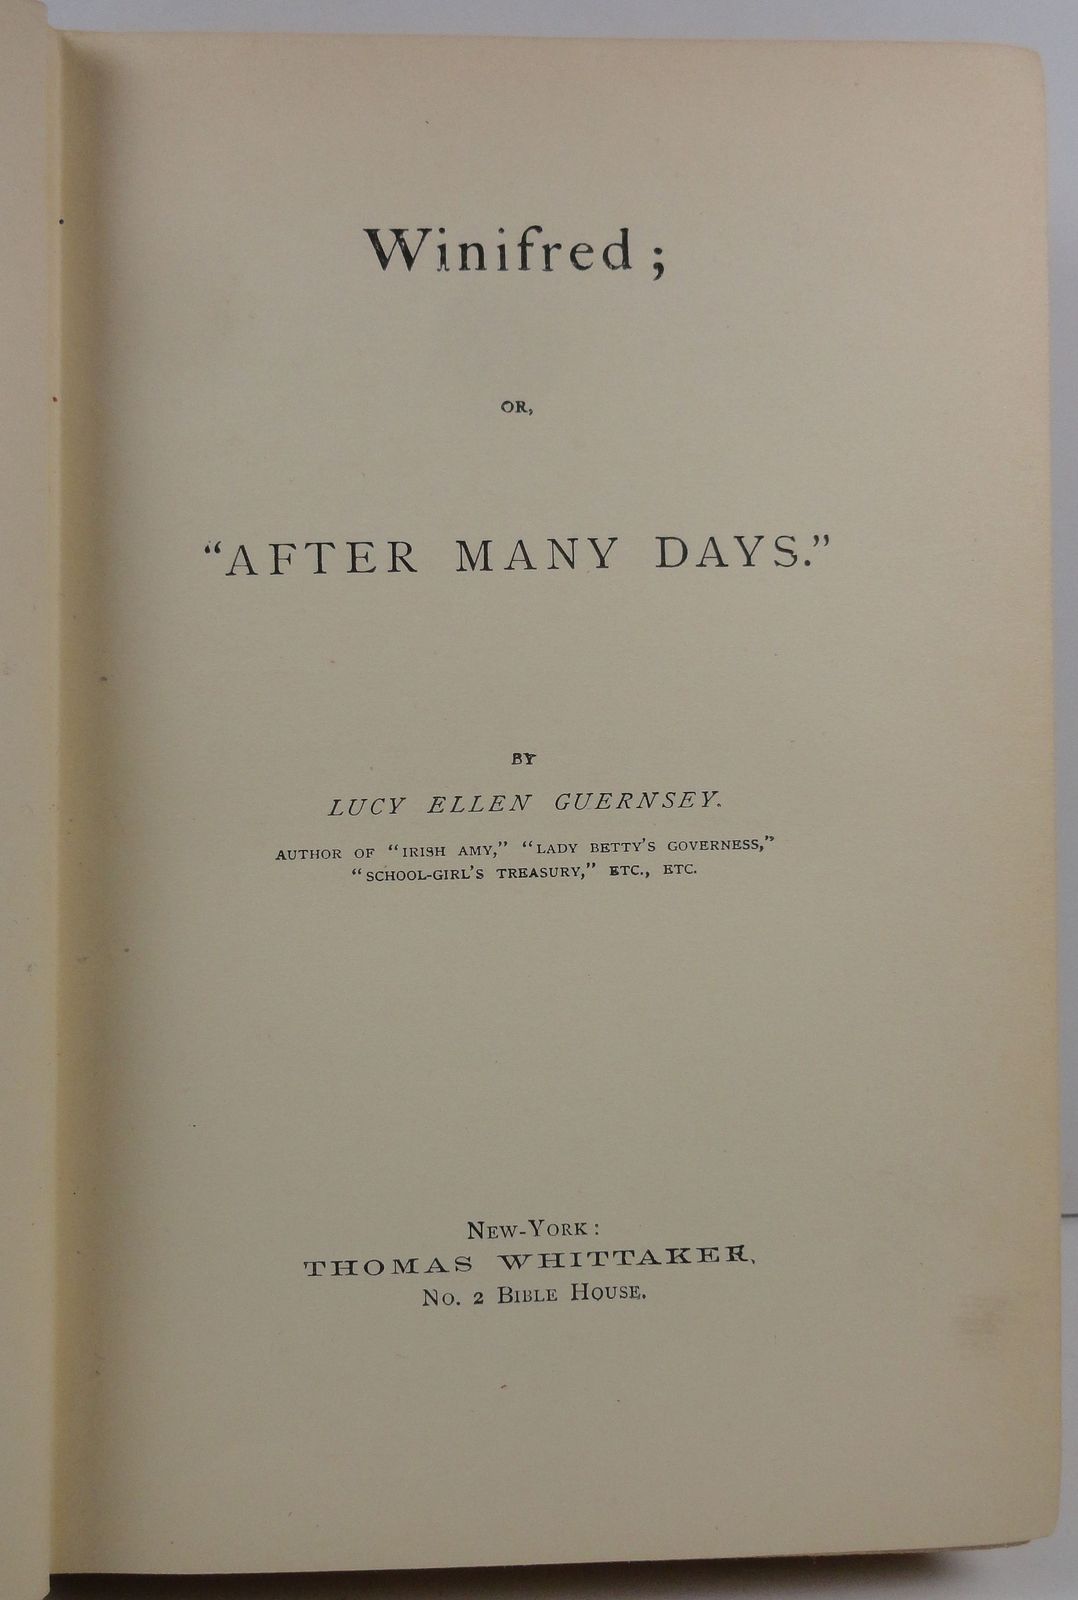 Winifred;
OR,
“AFTER MANY DAYS.”
BY
LUCY ELLEN GUERNSEY.
AUTHOR OF “IRISH AMY,” “LADY BETTY’S GOVERNESS,”
“SCHOOL-GIRL’S TREASURY,” ETC., ETC.
NEW-YORK:
THOMAS WHITTAKER,
NO. 2 BIBLE HOUSE.